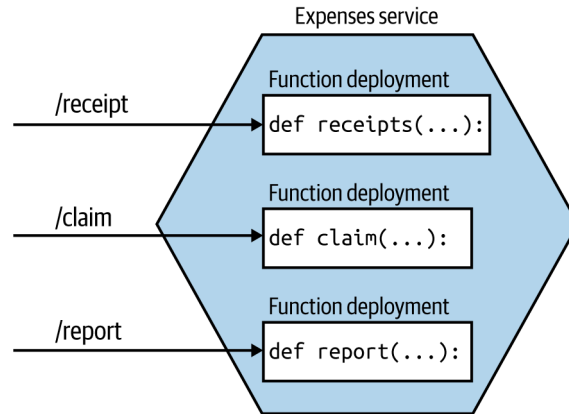 Expenses service
Function deployment
/receipt
def receipts(...):
Function deployment
/claim
def claim(...):
Function deployment
/report
def report(...):